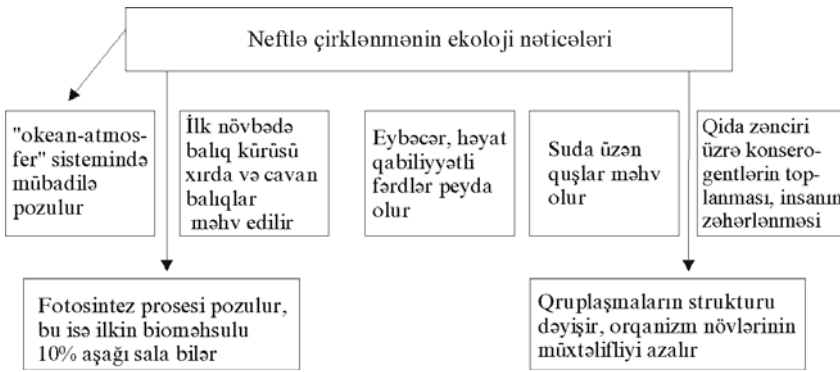 Neftlə çirklənmənin ekoloji nəticələri
"okean-atmos-
fer" sistemində
mübadilə
pozulur
İlk növbədə
balıq kürüsü
xırda və cavan
balıqlar
məhv edilir
Eybəcər, həyat
qabiliyyətli
fərdlər peyda
olur
Suda üzən
quşlar məhv
olur
Qida zənciri
üzrə konsero-
gentlərin top-
lanması, insanın
zəhərlənməsi
Fotosintez prosesi pozulur,
bu isə ilkin bioməhsulu
10% aşağı sala bilər
Qruplaşmaların strukturu
dəyişir, orqanizm növlərinin
müxtəlifliyi azalır